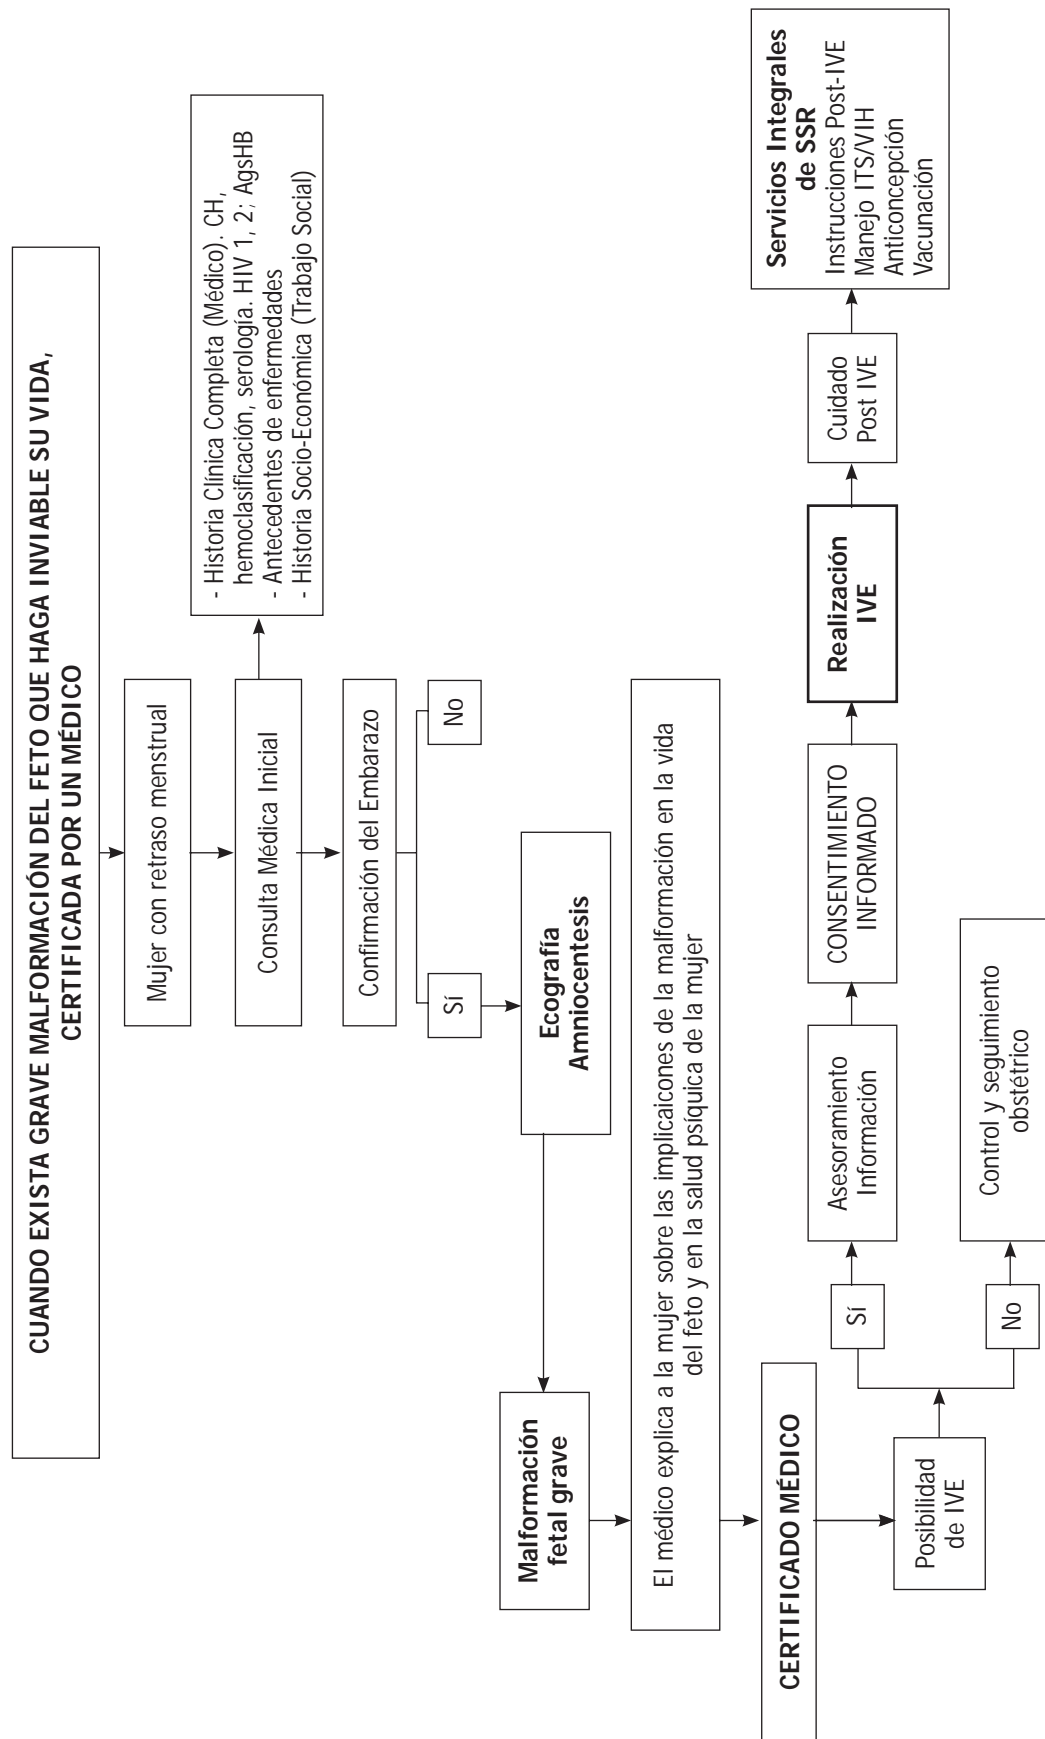 CUANDO EXISTA GRAVE MALFORMACIÓN DEL FETO QUE HAGA INVIABLE SU VIDA,
CERTIFICADA POR UN MÉDICO
Mujer con retraso menstrual
Consulta Médica Inicial
- Historia Clínica Completa (Médico). CH,
hemoclasificación, serología. HIV 1, 2; AgsHB
- Antecedentes de enfermedades
- Historia Socio-Económica (Trabajo Social)
Confirmación del Embarazo
Sí
No
Ecografía
Amniocentesis
Malformación
fetal grave
El médico explica a la mujer sobre las implicaicones de la malformación en la vida
del feto y en la salud psíquica de la mujer
CERTIFICADO MÉDICO
Posibilidad
de IVE
Sí
Asesoramiento
Información
CONSENTIMIENTO
INFORMADO
Realización
IVE
Cuidado
Post IVE
Servicios Integrales
de SSR
Instrucciones Post-IVE
Manejo ITS/VIH
Anticoncepción
Vacunación
No
Control y seguimiento
obstétrico